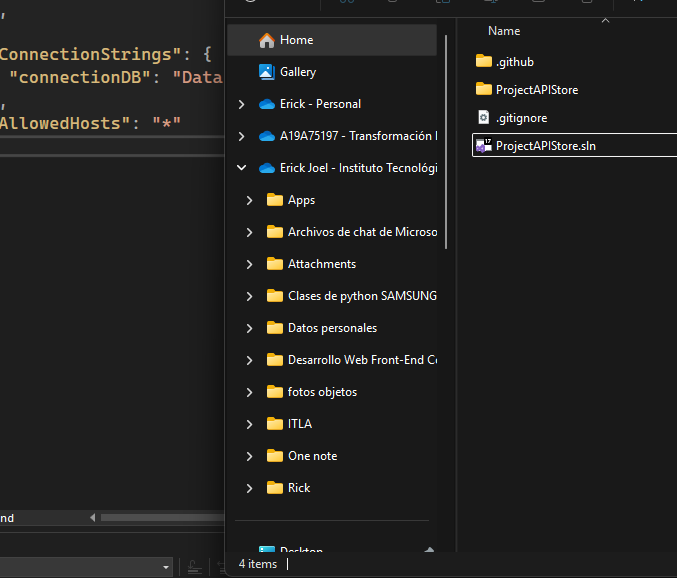 ,
ConnectionStrings": {
"connectionDB": "Data
,
AllowedHosts": "*"
nd
Home
Gallery
Erick - Personal
A19A75197 - Transformación
Erick Joel - Instituto Tecnológi
Apps
Archivos de chat de Microso
Attachments
Clases de python SAMSUNG
Datos personales
Desarrollo Web Front-End Co
fotos objetos
ITLA
One note
Rick
Desktop
4 items
Name
.github
ProjectAPIStore
.gitignore
ProjectAPIStore.sln